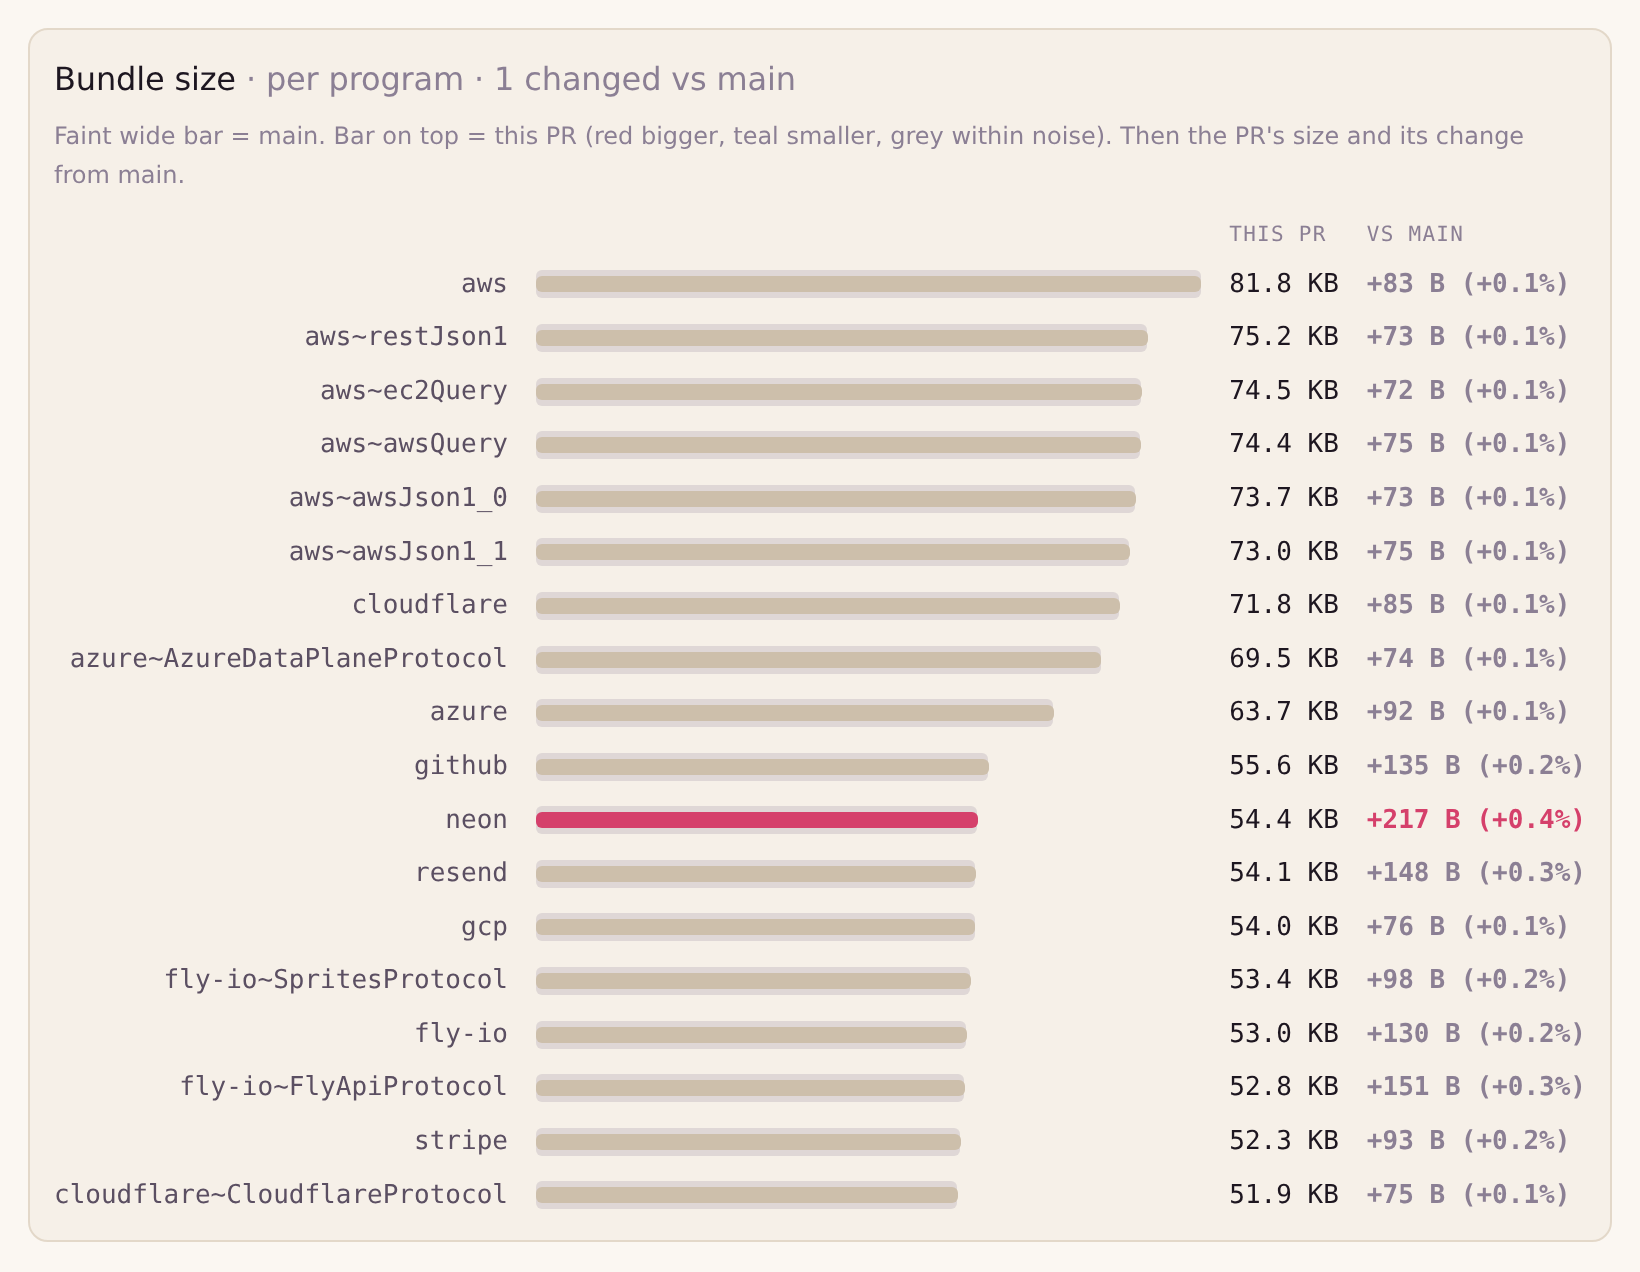 Bundle size · per program · 1 changed vs main
Faint wide bar = main. Bar on top = this PR (red bigger, teal smaller, grey within noise). Then the PR's size and its change
from main.
THIS PR VS MAIN
aws 81.8 KB +83 B (+0.1%)
aws~restJson1 75.2 KB +73 B (+0.1%)
aws~ec2Query 74.5 KB +72 B (+0.1%)
aws~awsQuery 74.4 KB +75 B (+0.1%)
aws~awsJson1_0 73.7 KB +73 B (+0.1%)
aws~awsJson1_1 73.0 KB +75 B (+0.1%)
cloudflare 71.8 KB +85 B (+0.1%)
azure~AzureDataPlaneProtocol 69.5 KB +74 B (+0.1%)
azure 63.7 KB +92 B (+0.1%)
github 55.6 KB +135 B (+0.2%)
neon 54.4 KB +217 B (+0.4%)
resend 54.1 KB +148 B (+0.3%)
gcp 54.0 KB +76 B (+0.1%)
fly-io~SpritesProtocol 53.4 KB +98 B (+0.2%)
fly-io 53.0 KB +130 B (+0.2%)
fly-io~FlyApiProtocol 52.8 KB +151 B (+0.3%)
stripe 52.3 KB +93 B (+0.2%)
cloudflare~CloudflareProtocol 51.9 KB +75 B (+0.1%)